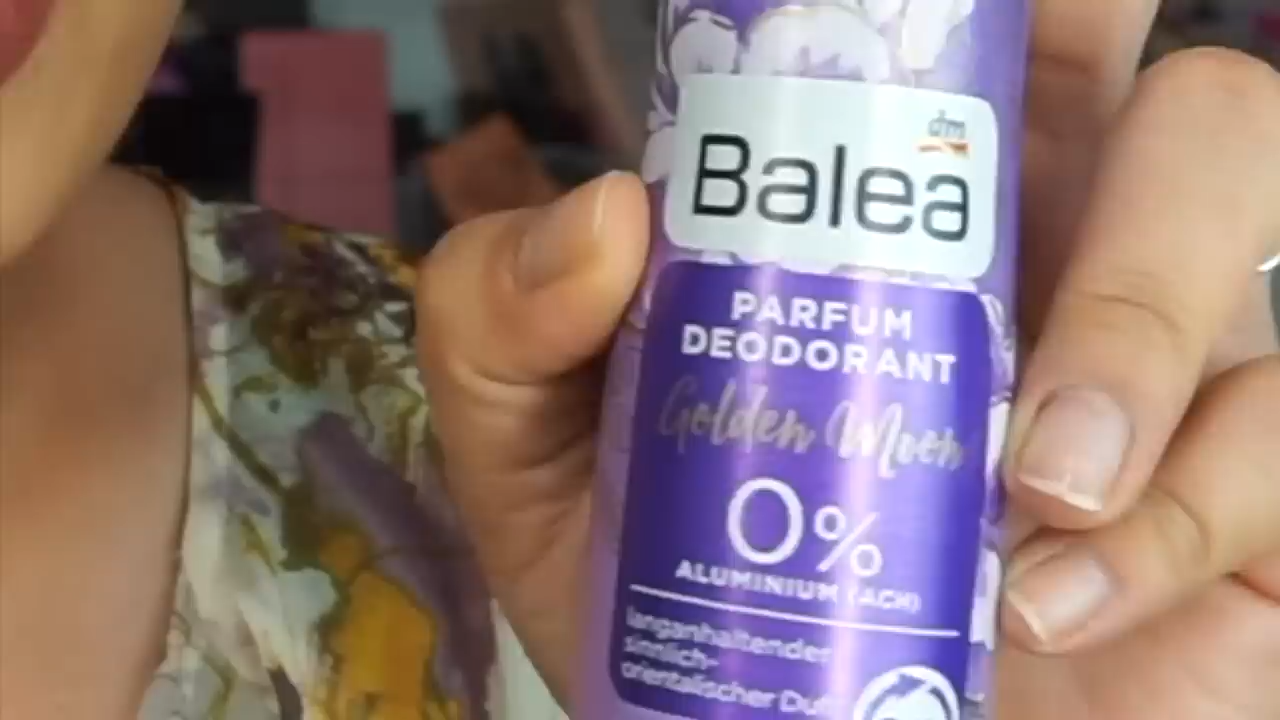 dm
Balea
PARFUM
DEODORANT
Golden Moon
0%
ALUMINIUM (ACH)
langanhaltender
sinnlich-
orientalischer Duft